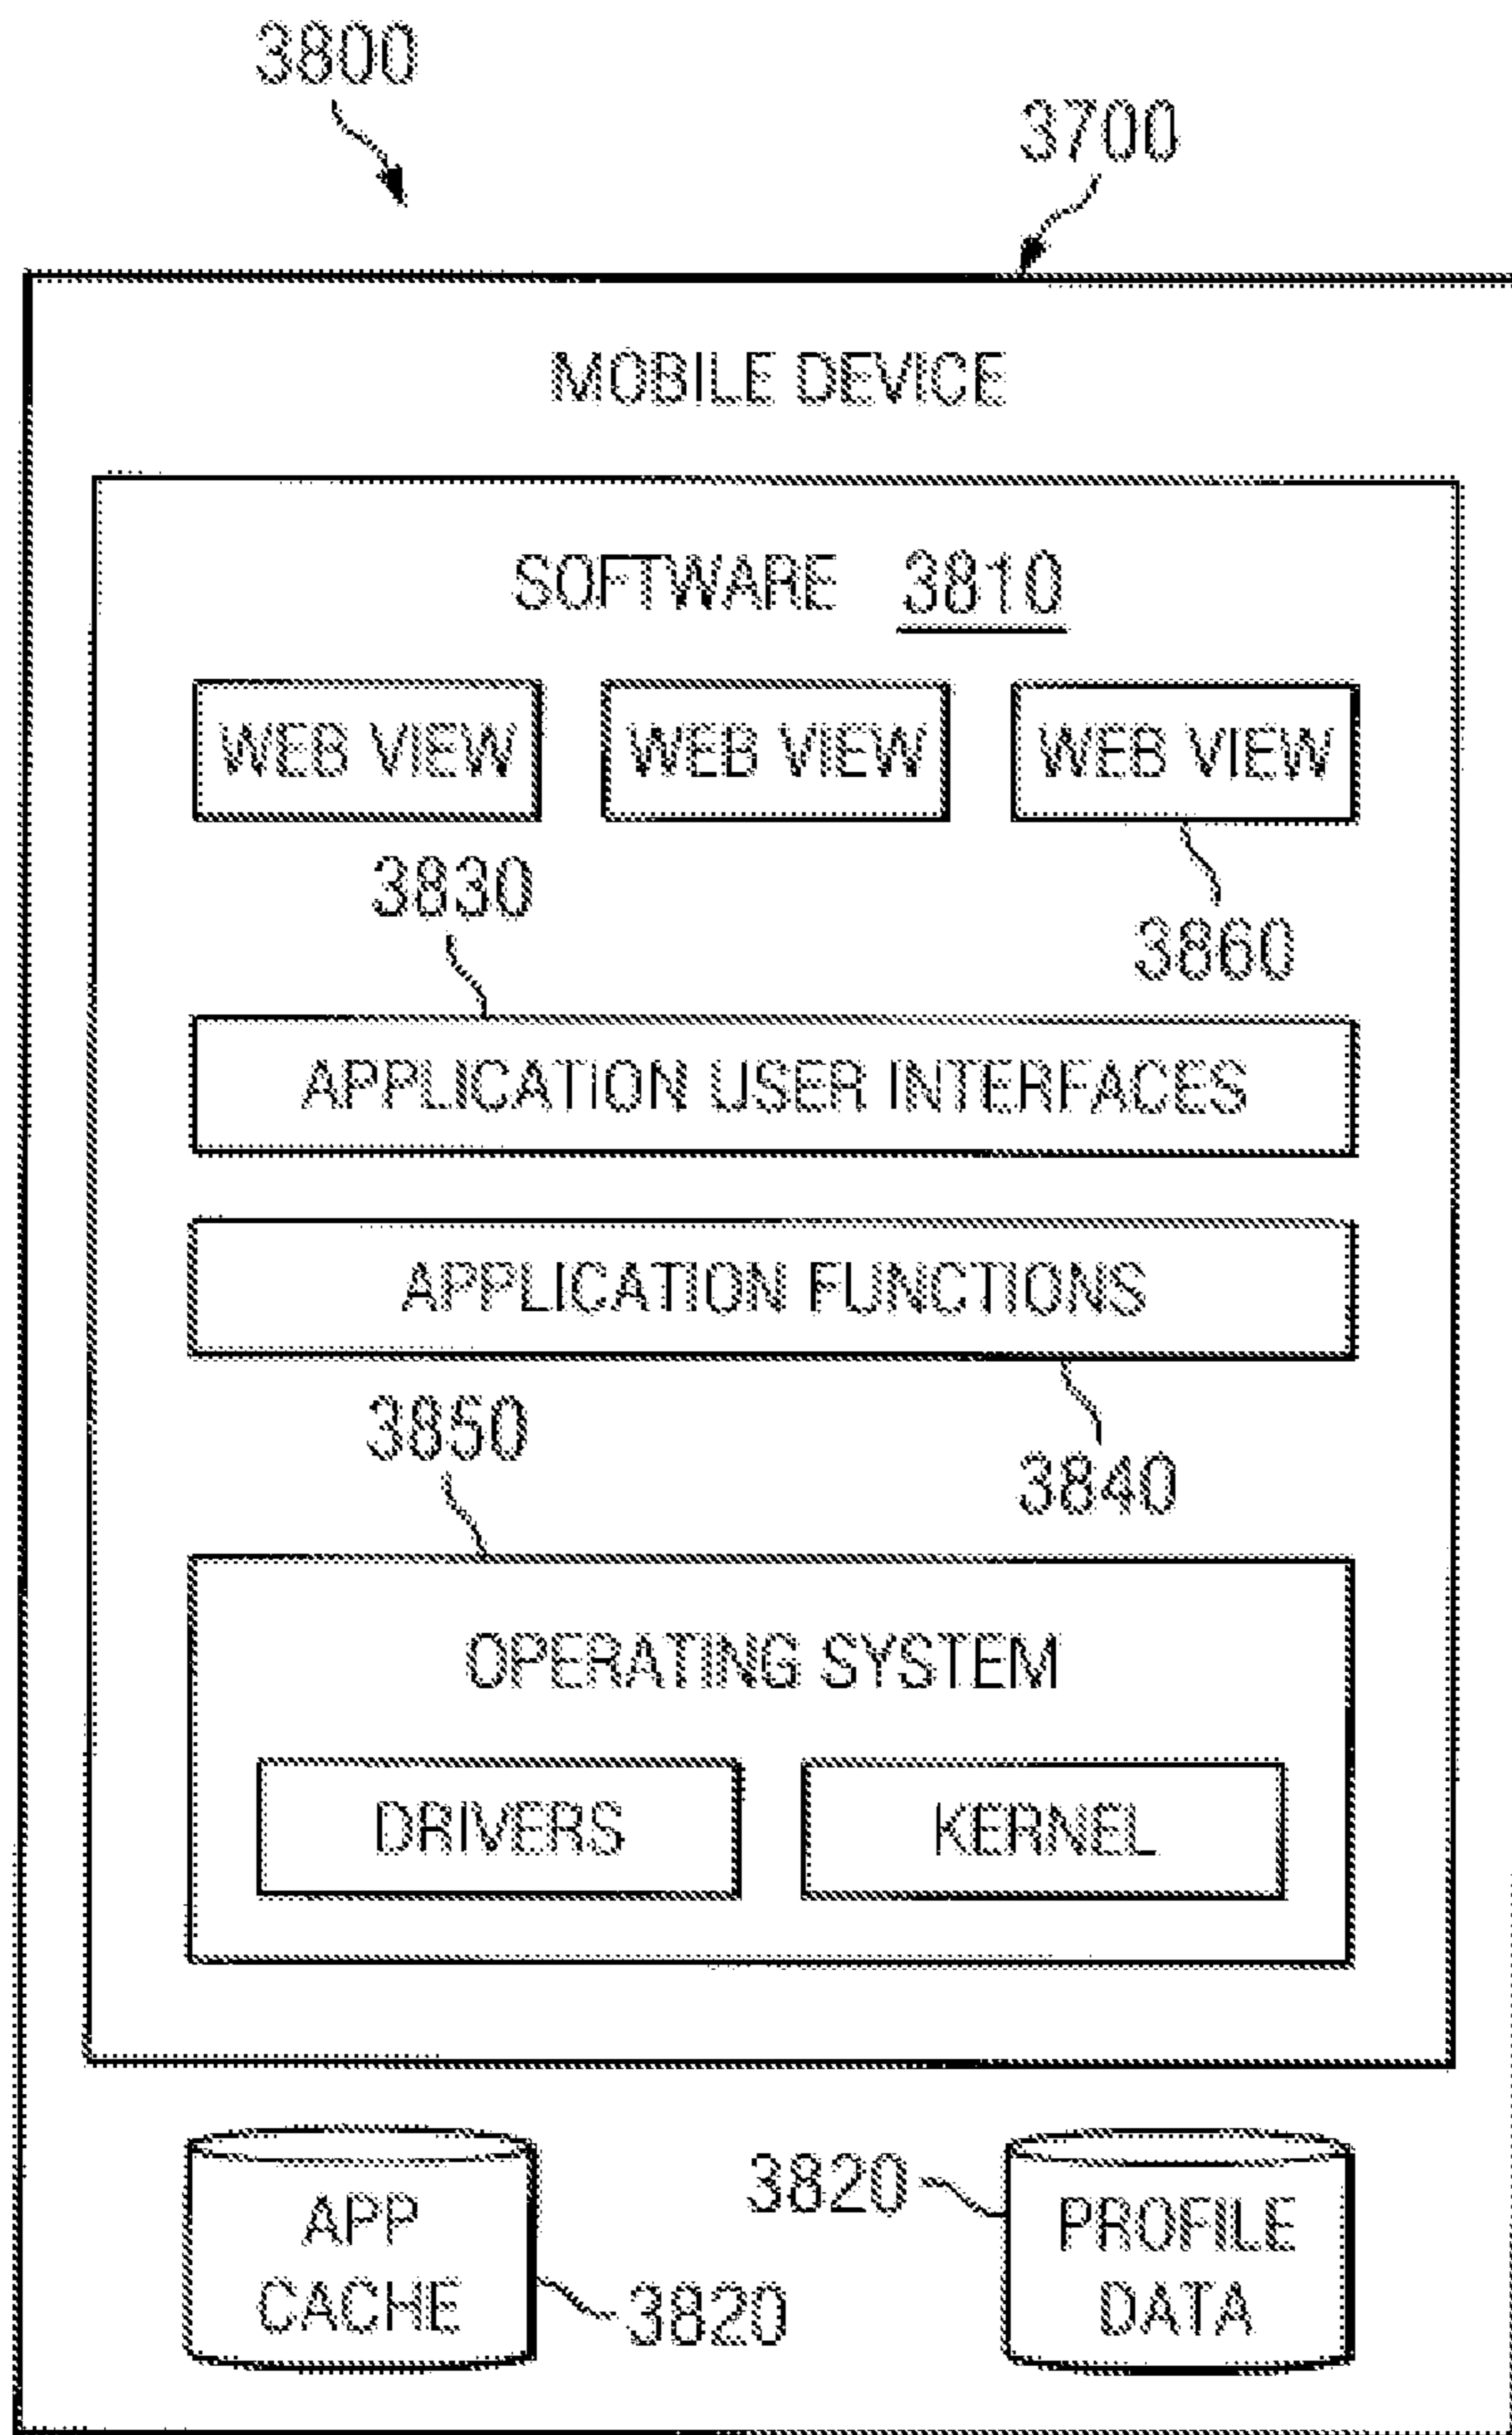 3800
3700
MOBILE DEVICE
SOFTWARE 3810
WEB VIEW WEB VIEW WEB VIEW
3830
3860
APPLICATION USER INTERFACES
APPLICATION FUNCTIONS
3850
3840
OPERATING SYSTEM
DRIVERS KERNEL
APP
CACHE
3820
3820
PROFILE
DATA